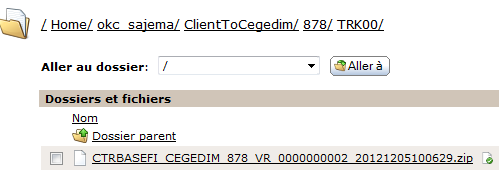 / Home/ okc_sajema/ ClientToCegedim/ 878/ TRK00/
Aller au dossier: / Aller à
Dossiers et fichiers
Nom
Dossier parent
CTRBASEFI_CEGEDIM_878_VR_0000000002_20121205100629.zip